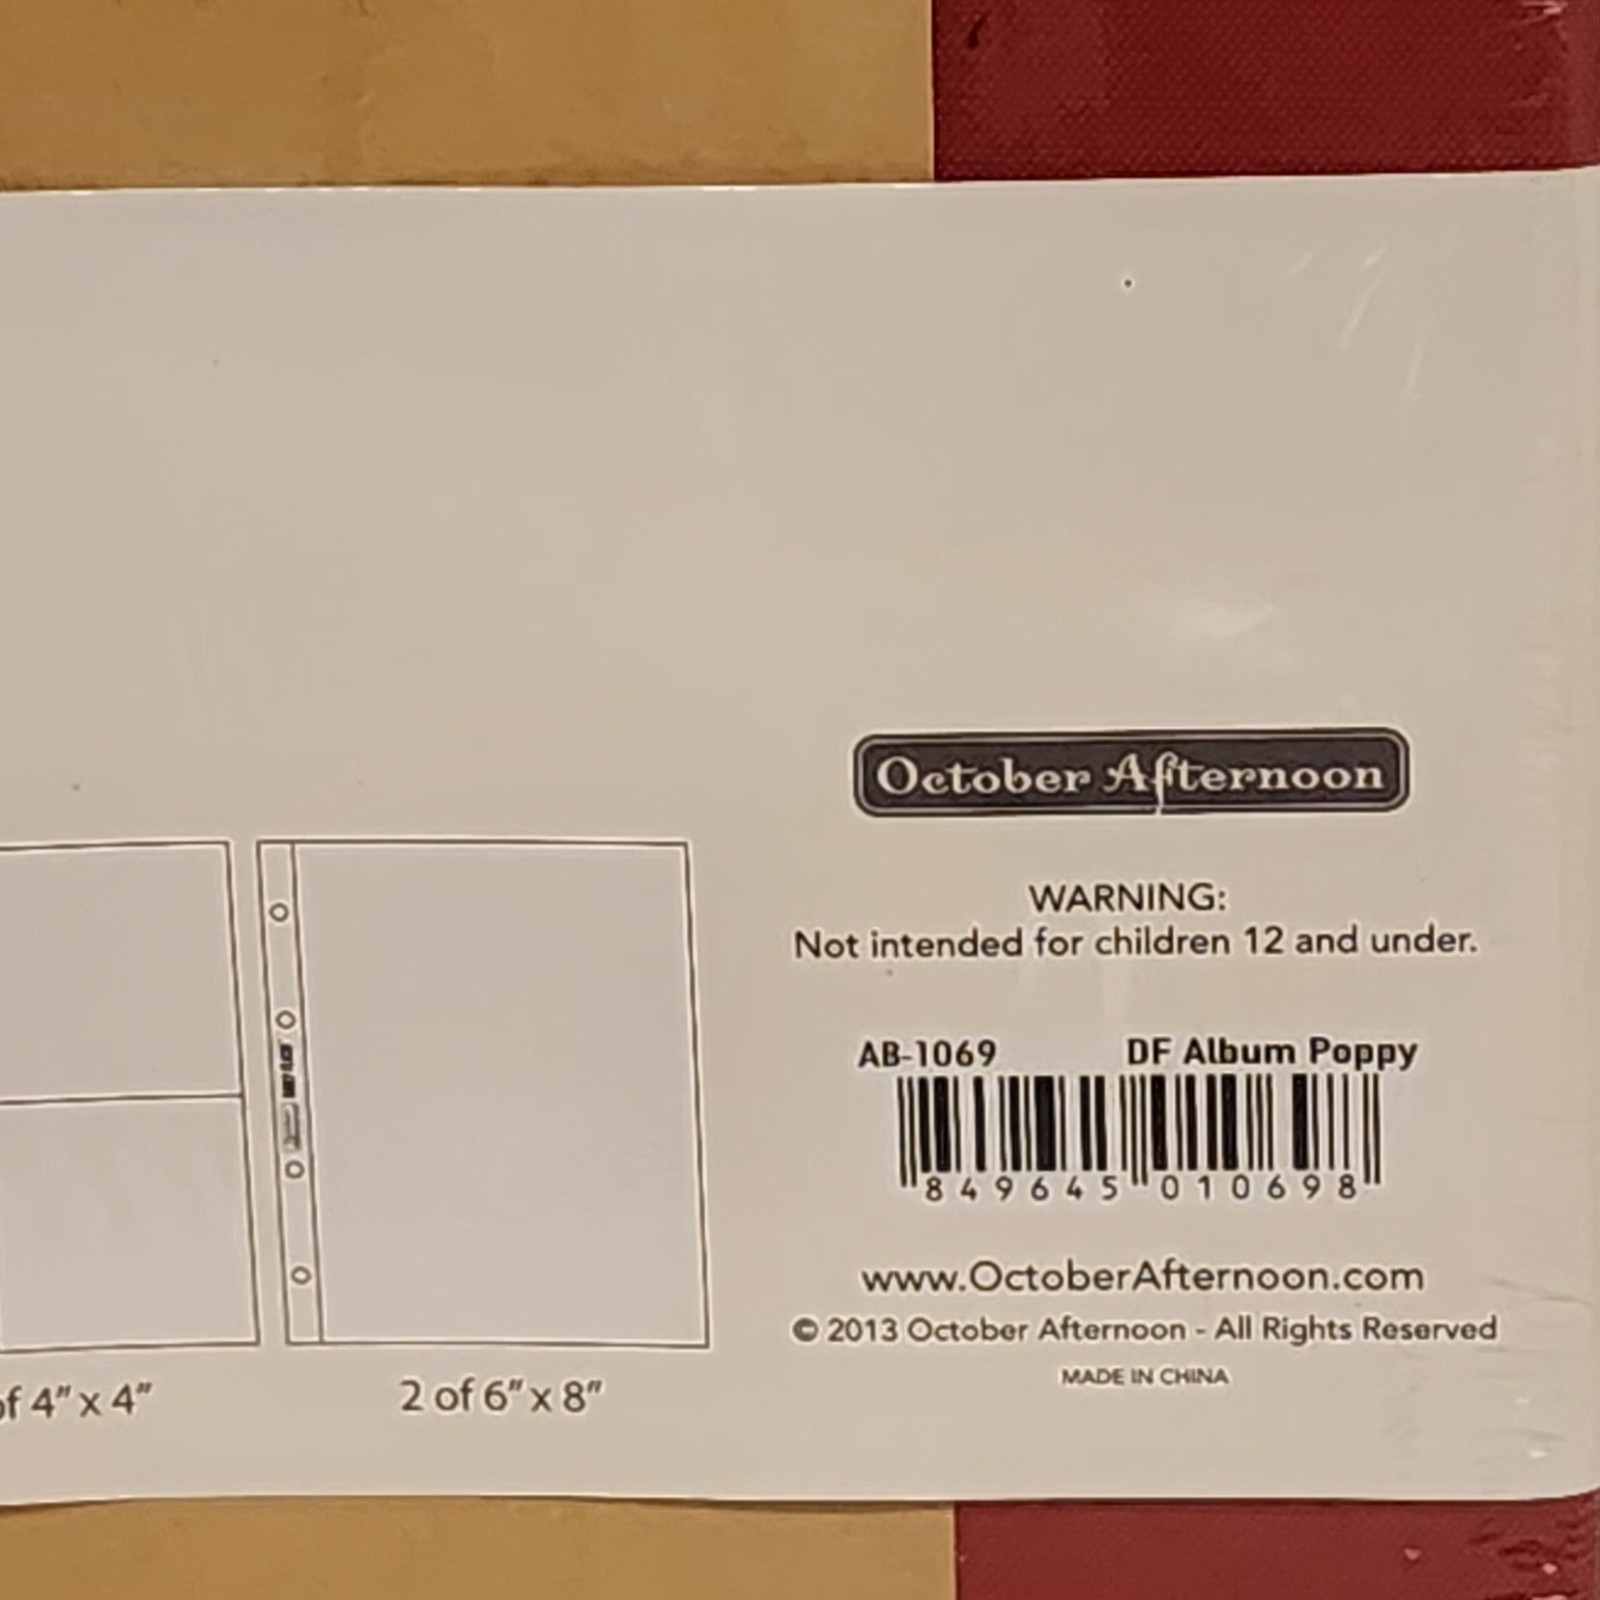 October Afternoon
WARNING:
Not intended for children 12 and under.
AB-1069 DF Album Poppy
849645 010698
www.OctoberAfternoon.com
© 2013 October Afternoon - All Rights Reserved
MADE IN CHINA
of 4" x 4"
2 of 6" x 8"